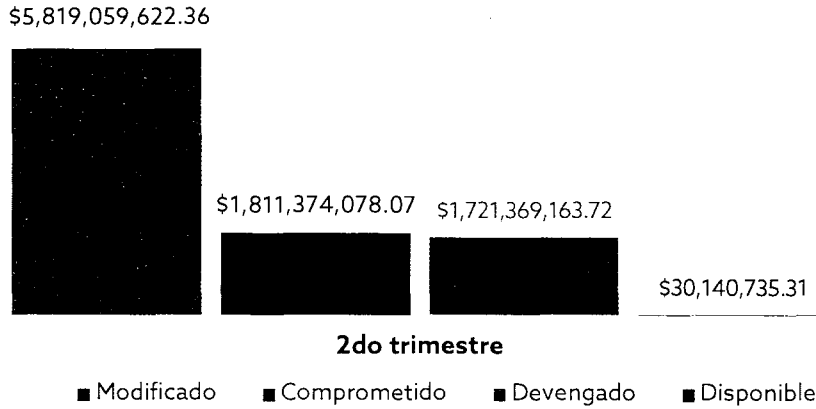 $5,819,059,622.36
$1,811,374,078.07
$1,721,369,163.72
$30,140,735.31
2do trimestre
Modificado
Comprometido
Devengado
Disponible